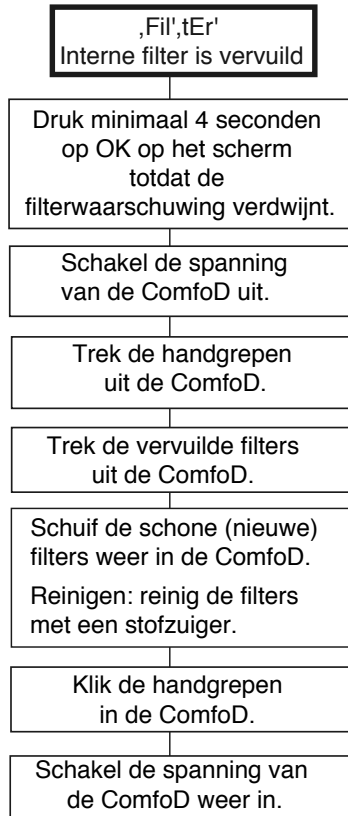 ‚Fil',tEr'
Interne filter is vervuild
Druk minimaal 4 seconden
op OK op het scherm
totdat de
filterwaarschuwing verdwijnt.
Schakel de spanning
van de ComfoD uit.
Trek de handgrepen
uit de ComfoD.
Trek de vervuilde filters
uit de ComfoD.
Schuif de schone (nieuwe)
filters weer in de ComfoD.
Reinigen: reinig de filters
met een stofzuiger.
Klik de handgrepen
in de ComfoD.
Schakel de spanning van
de ComfoD weer in.